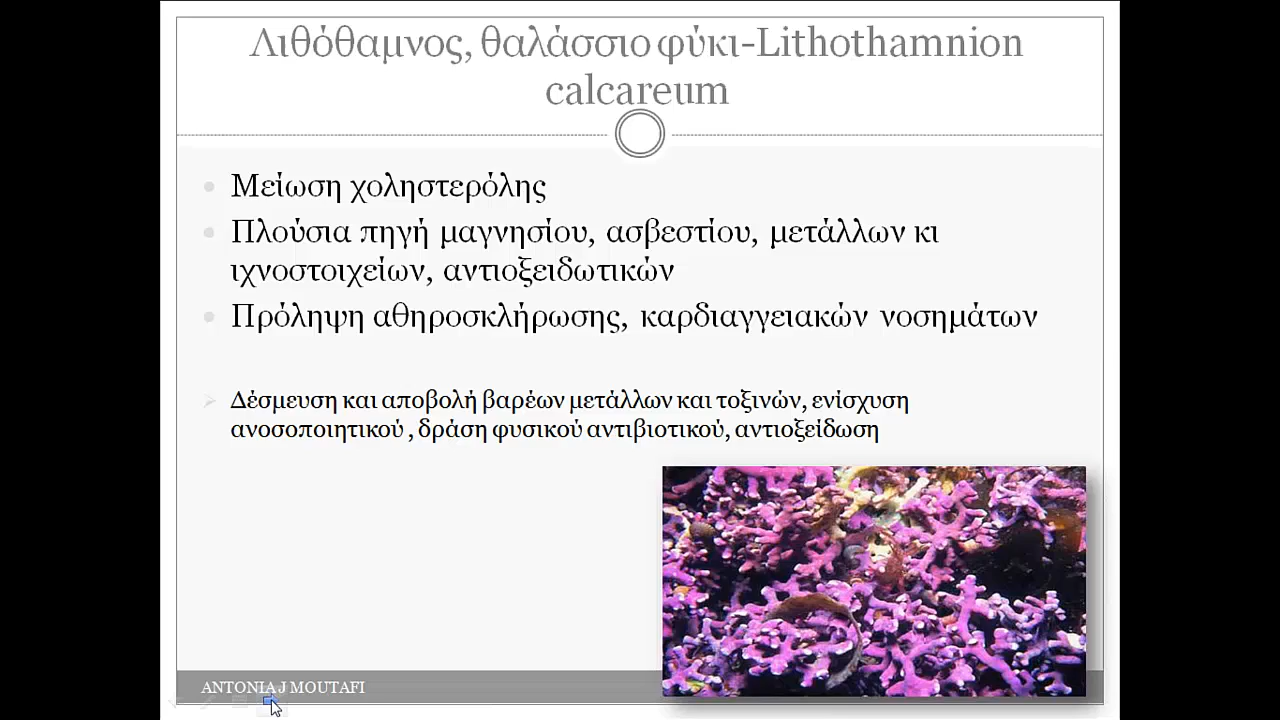 Λιθόθαμνος, θαλάσσιο φύκι-Lithothamnion
calcareum
Μείωση χοληστερόλης
Πλούσια πηγή μαγνησίου, ασβεστίου, μετάλλων κι
ιχνοστοιχείων, αντιοξειδωτικών
Πρόληψη αθηροσκλήρωσης, καρδιαγγειακών νοσημάτων
Δέσμευση και αποβολή βαρέων μετάλλων και τοξινών, ενίσχυση
ανοσοποιητικού , δράση φυσικού αντιβιοτικού, αντιοξείδωση
ANTONIA J MOUTAFI